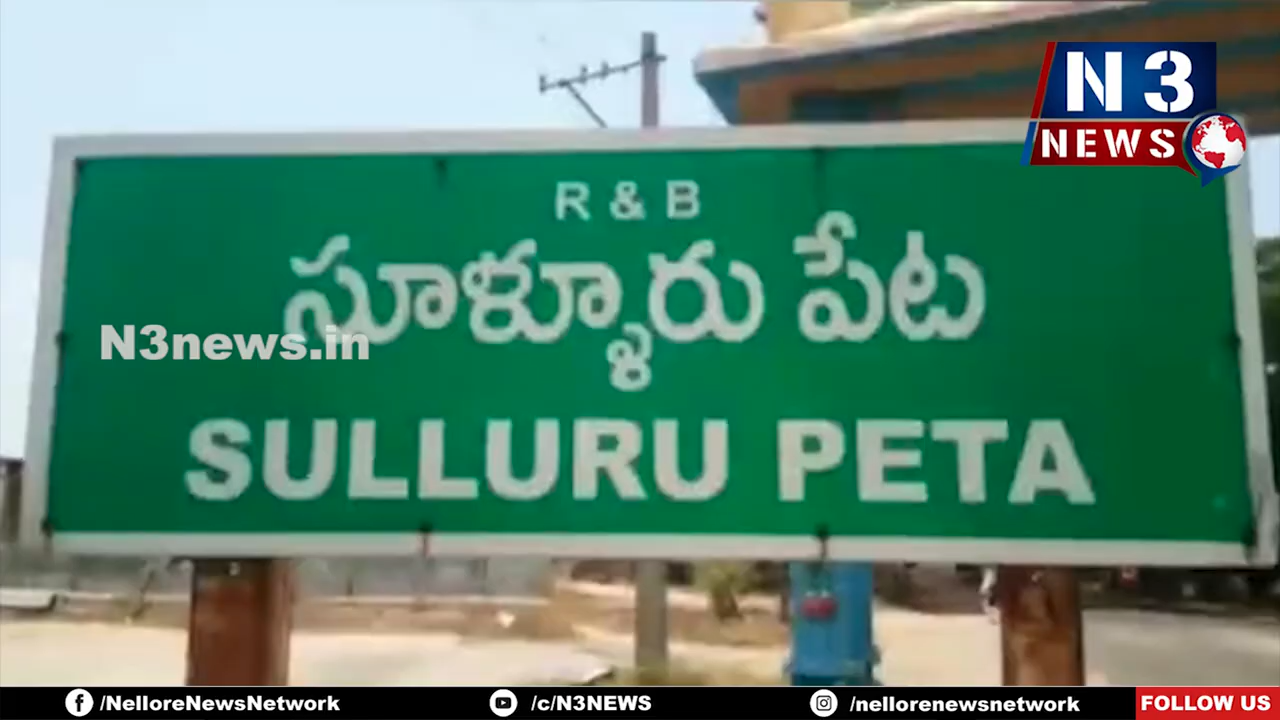 N 3
NEWS
R & B
సూళ్ళూరు పేట
N3news.in
SULLURU PETA
/NelloreNewsNetwork
/c/N3NEWS
/nellorenewsnetwork
FOLLOW US